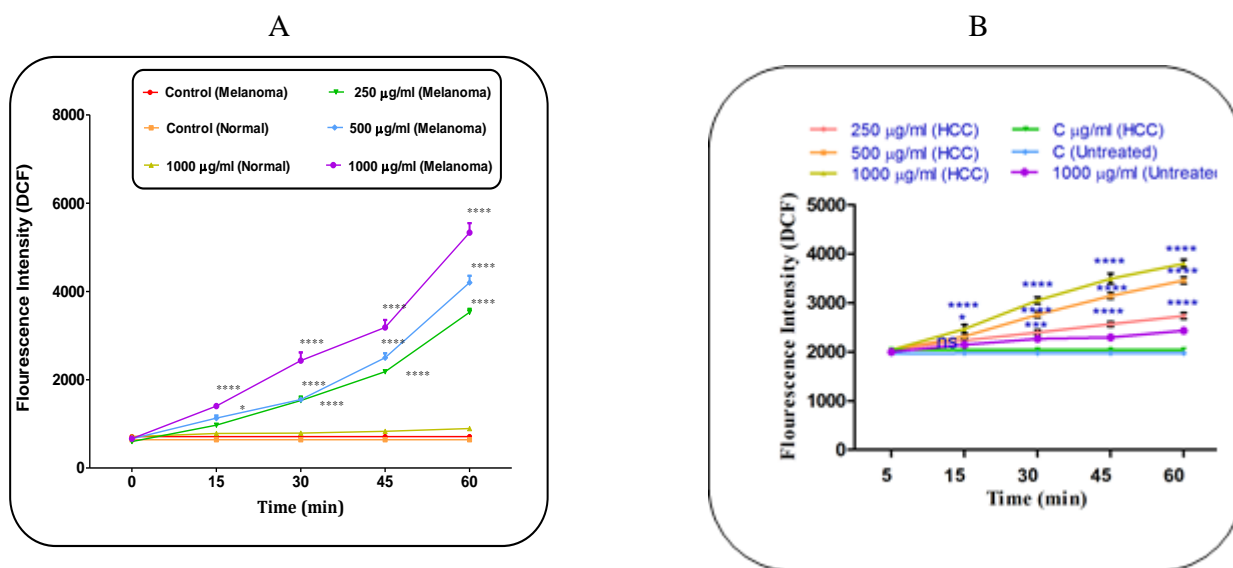 A
Control (Melanoma) 250 µg/ml (Melanoma)
Control (Normal) 500 µg/ml (Melanoma)
1000 µg/ml (Normal) 1000 µg/ml (Melanoma)
8000
6000
4000
2000
0
Flourescence Intensity (DCF)
****
****
****
****
****
****
****
****
****
****
*
0 15 30 45 60
Time (min)
B
250 µg/ml (HCC) C µg/ml (HCC)
500 µg/ml (HCC) C (Untreated)
1000 µg/ml (HCC) 1000 µg/ml (Untreate
5000
4000
3000
2000
1000
0
Flourescence Intensity (DCF)
****
****
****
****
****
****
****
****
***
****
*
ns
5 15 30 45 60
Time (min)